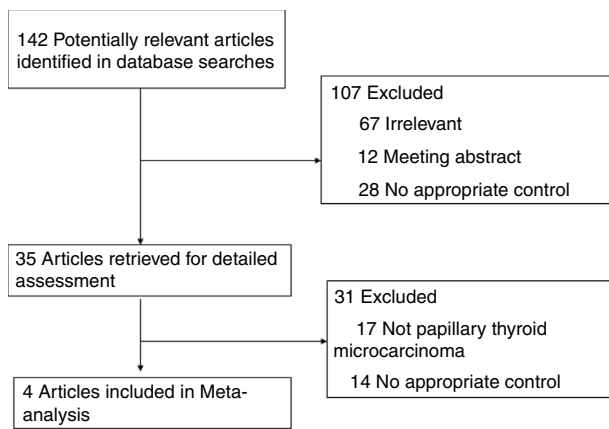 142 Potentially relevant articles
identified in database searches
107 Excluded
67 Irrelevant
12 Meeting abstract
28 No appropriate control
35 Articles retrieved for detailed
assessment
31 Excluded
17 Not papillary thyroid
microcarcinoma
14 No appropriate control
4 Articles included in Meta-
analysis